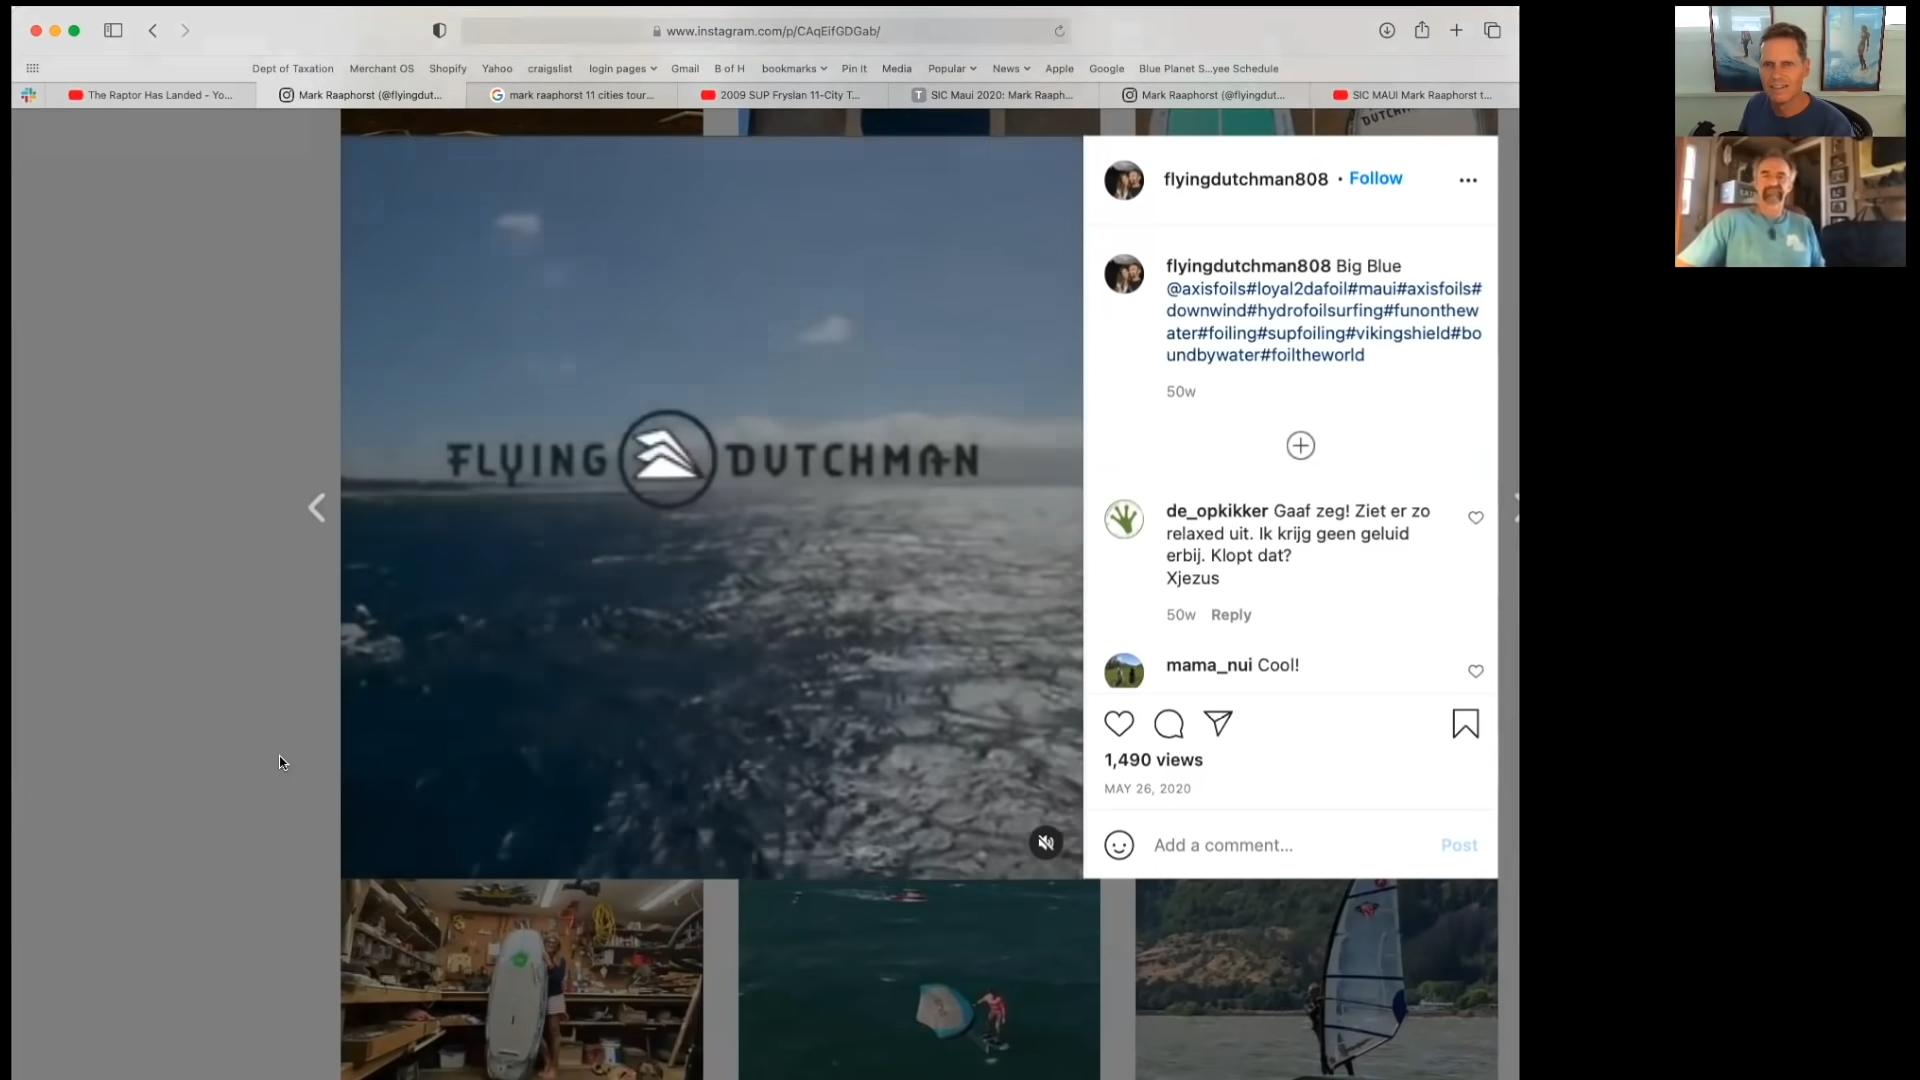 www.instagram.com/p/CAqEifGDGab/
Dept of Taxation Merchant OS Shopify Yahoo craigslist login pages Gmail B of H bookmarks Pin It Media Popular News Apple Google Blue Planet S...yee Schedule
The Raptor Has Landed - Yo... Mark Raaphorst (@flyingdut... mark raaphorst 11 cities tour... 2009 SUP Fryslan 11-City T... T SIC Maui 2020: Mark Raaph... Mark Raaphorst (@flyingdut... SIC MAUI Mark Raaphorst t...
FLYING DUTCHMAN
flyingdutchman808 • Follow
flyingdutchman808 Big Blue
@axisfoils#loyal2dafoil#maui#axisfoils#
downwind#hydrofoilsurfing#funonthew
ater#foiling#supfoiling#vikingshield#bo
undbywater#foiltheworld
50w
de_opkikker Gaaf zeg! Ziet er zo
relaxed uit. Ik krijg geen geluid
erbij. Klopt dat?
Xjezus
50w Reply
mama_nui Cool!
1,490 views
MAY 26, 2020
Add a comment... Post